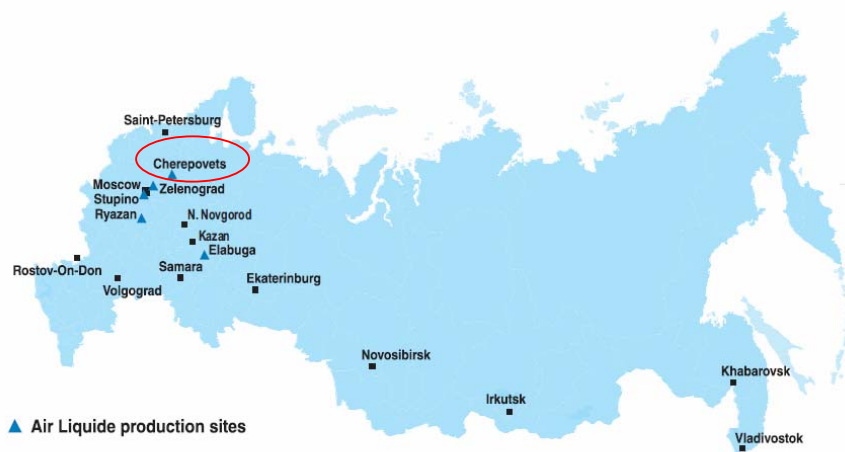 Saint-Petersburg
Cherepovets
Moscow
Zelenograd
Stupino
Ryazan
N. Novgorod
Kazan
Elabuga
Rostov-On-Don
Samara
Volgograd
Ekaterinburg
Novosibirsk
Khabarovsk
Irkutsk
Air Liquide production sites
Vladivostok